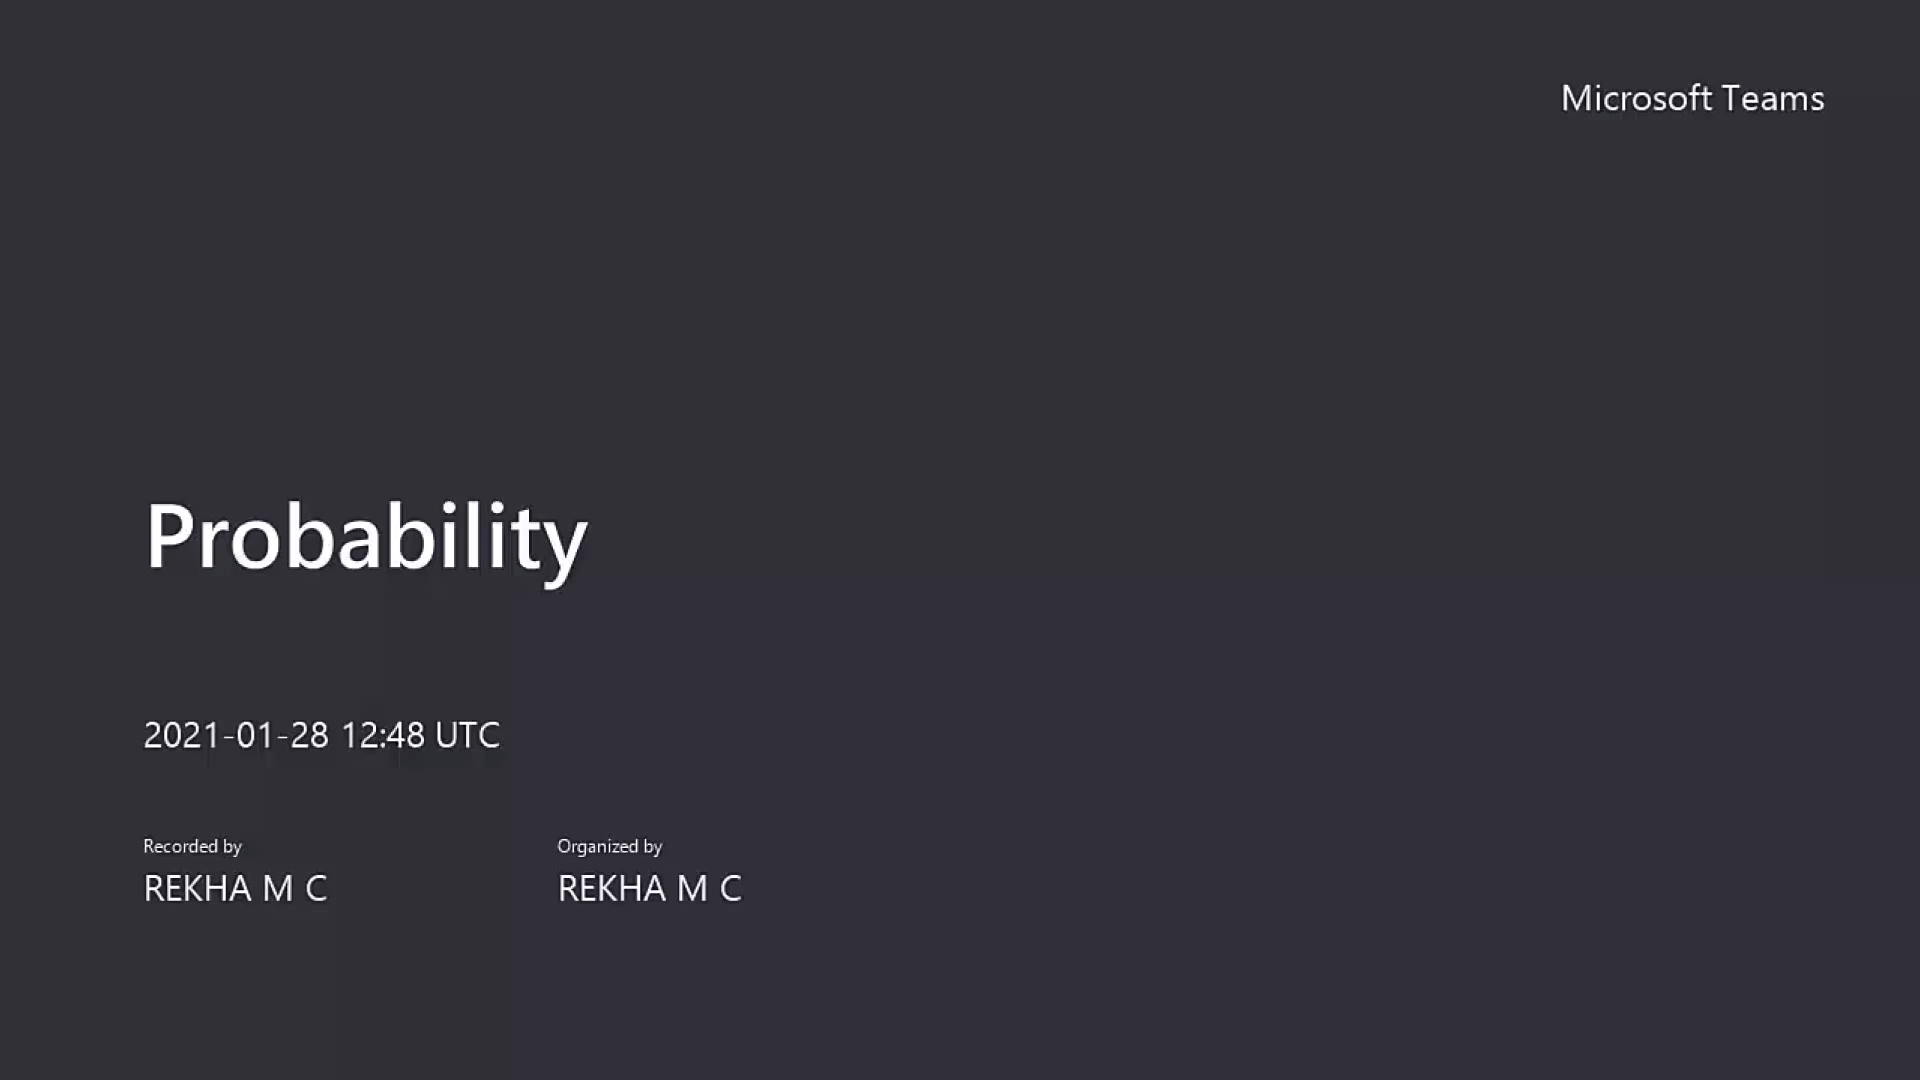 Microsoft Teams
Probability
2021-01-28 12:48 UTC
Recorded by
REKHA M C
Organized by
REKHA M C